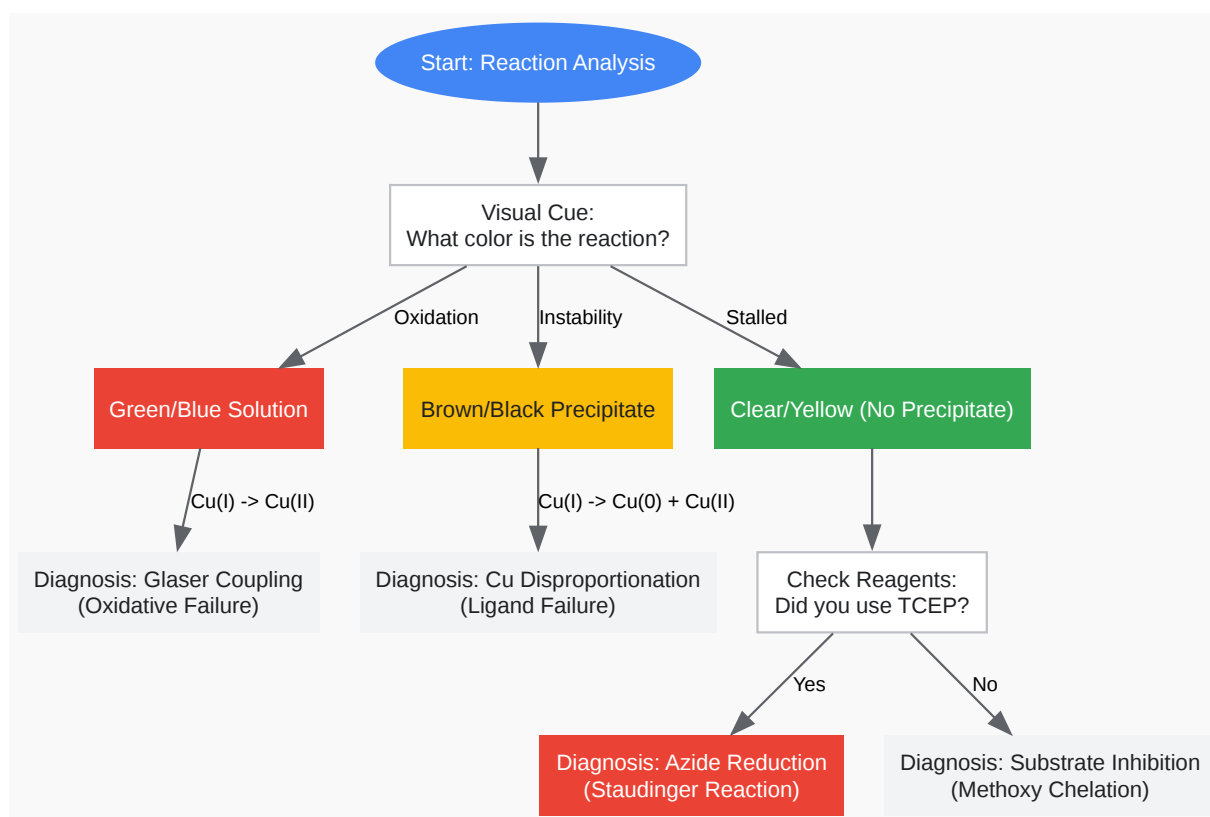 Start: Reaction Analysis
Visual Cue:
What color is the reaction?
Oxidation
Instability
Stalled
Green/Blue Solution
Brown/Black Precipitate
Clear/Yellow (No Precipitate)
Cu(I) -> Cu(II)
Cu(I) -> Cu(0) + Cu(II)
Diagnosis: Glaser Coupling
(Oxidative Failure)
Diagnosis: Cu Disproportionation
(Ligand Failure)
Check Reagents:
Did you use TCEP?
Yes
No
Diagnosis: Azide Reduction
(Staudinger Reaction)
Diagnosis: Substrate Inhibition
(Methoxy Chelation)